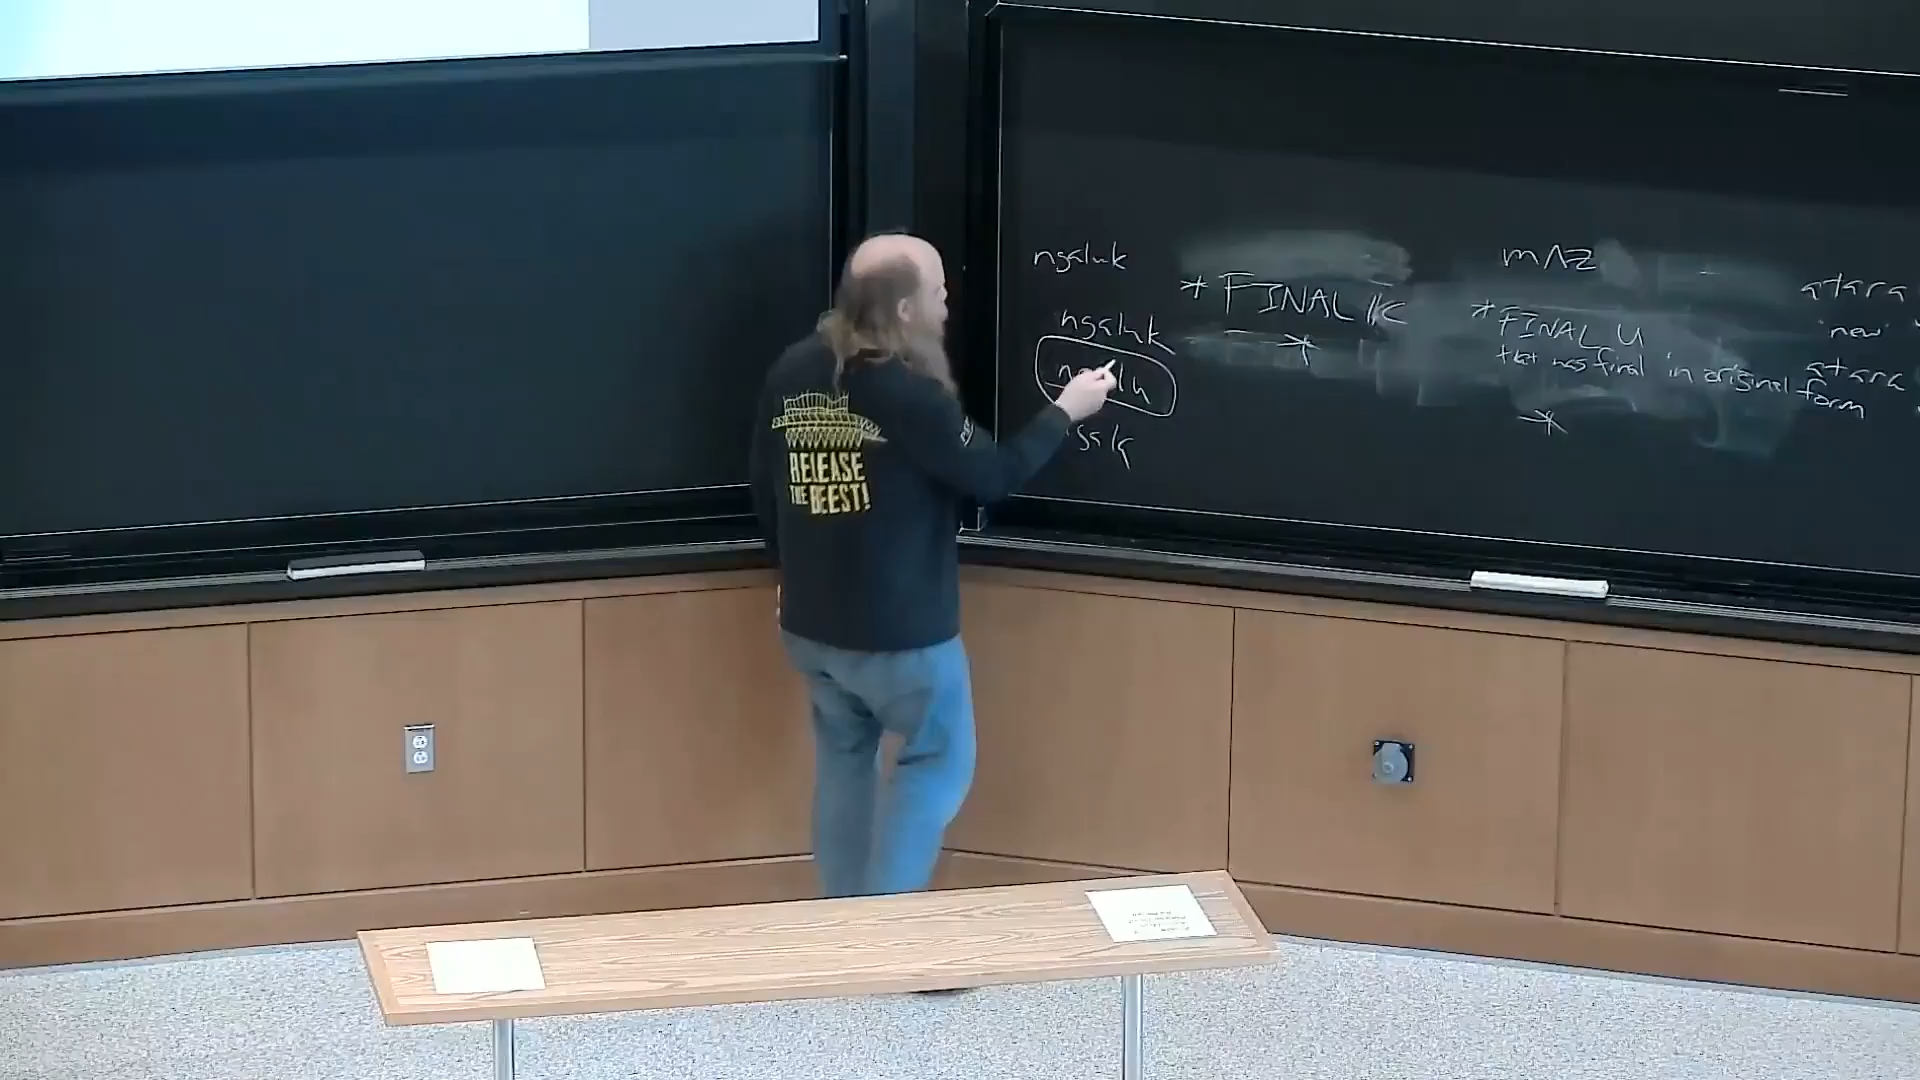 RELEASE
THE BEEST!
ngaluk
ngaluk
* FINAL K
*
MAZ
* FINAL U
that was final in original form
*
atara
'new'
atara